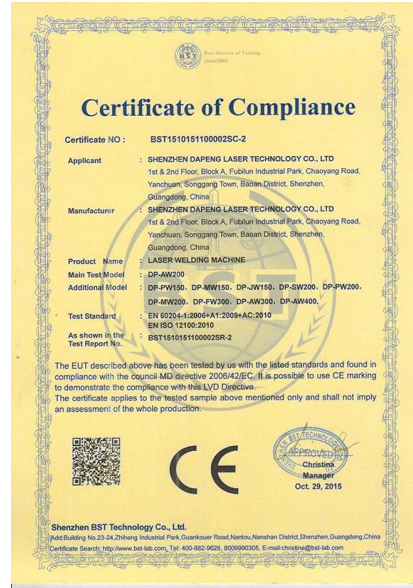 BST
Best Service of Testing
since2003
Certificate of Compliance
Certificate NO : BST1510151100002SC-2
Applicant : SHENZHEN DAPENG LASER TECHNOLOGY CO., LTD
1st & 2nd Floor, Block A, Fubilun Industrial Park, Chaoyang Road,
Yanchuan, Songgang Town, Baoan District, Shenzhen,
Guangdong, China
Manufacturer : SHENZHEN DAPENG LASER TECHNOLOGY CO., LTD
1st & 2nd Floor, Block A, Fubilun Industrial Park, Chaoyang Road,
Yanchuan, Songgang Town, Baoan District, Shenzhen,
Guangdong, China
Product Name : LASER WELDING MACHINE
Main Test Model : DP-AW200
Additional Model : DP-PW150、DP-MW150、DP-JW150、DP-SW200、DP-PW200、
DP-MW200、DP-FW300、DP-AW300、DP-AW400、
Test Standard : EN 60204-1:2006+A1:2009+AC:2010
EN ISO 12100:2010
As shown in the
Test Report No. : BST1510151100002SR-2
The EUT described above has been tested by us with the listed standards and found in
compliance with the council MD directive 2006/42/EC. It is possible to use CE marking
to demonstrate the compliance with this LVD Directive.
The certificate applies to the tested sample above mentioned only and shall not imply
an assessment of the whole production.
CE
APPROVED
Christina
Manager
Oct. 29, 2015
Shenzhen BST Technology Co., Ltd.
Add:Building No.23-24,Zhiheng Industrial Park,Guankouer Road,Nantou,Nanshan District,Shenzhen,Guangdong,China
Certificate Search: http://www.bst-lab.com, Tel: 400-882-9628, 8009990305, E-mail:christina@bst-lab.com